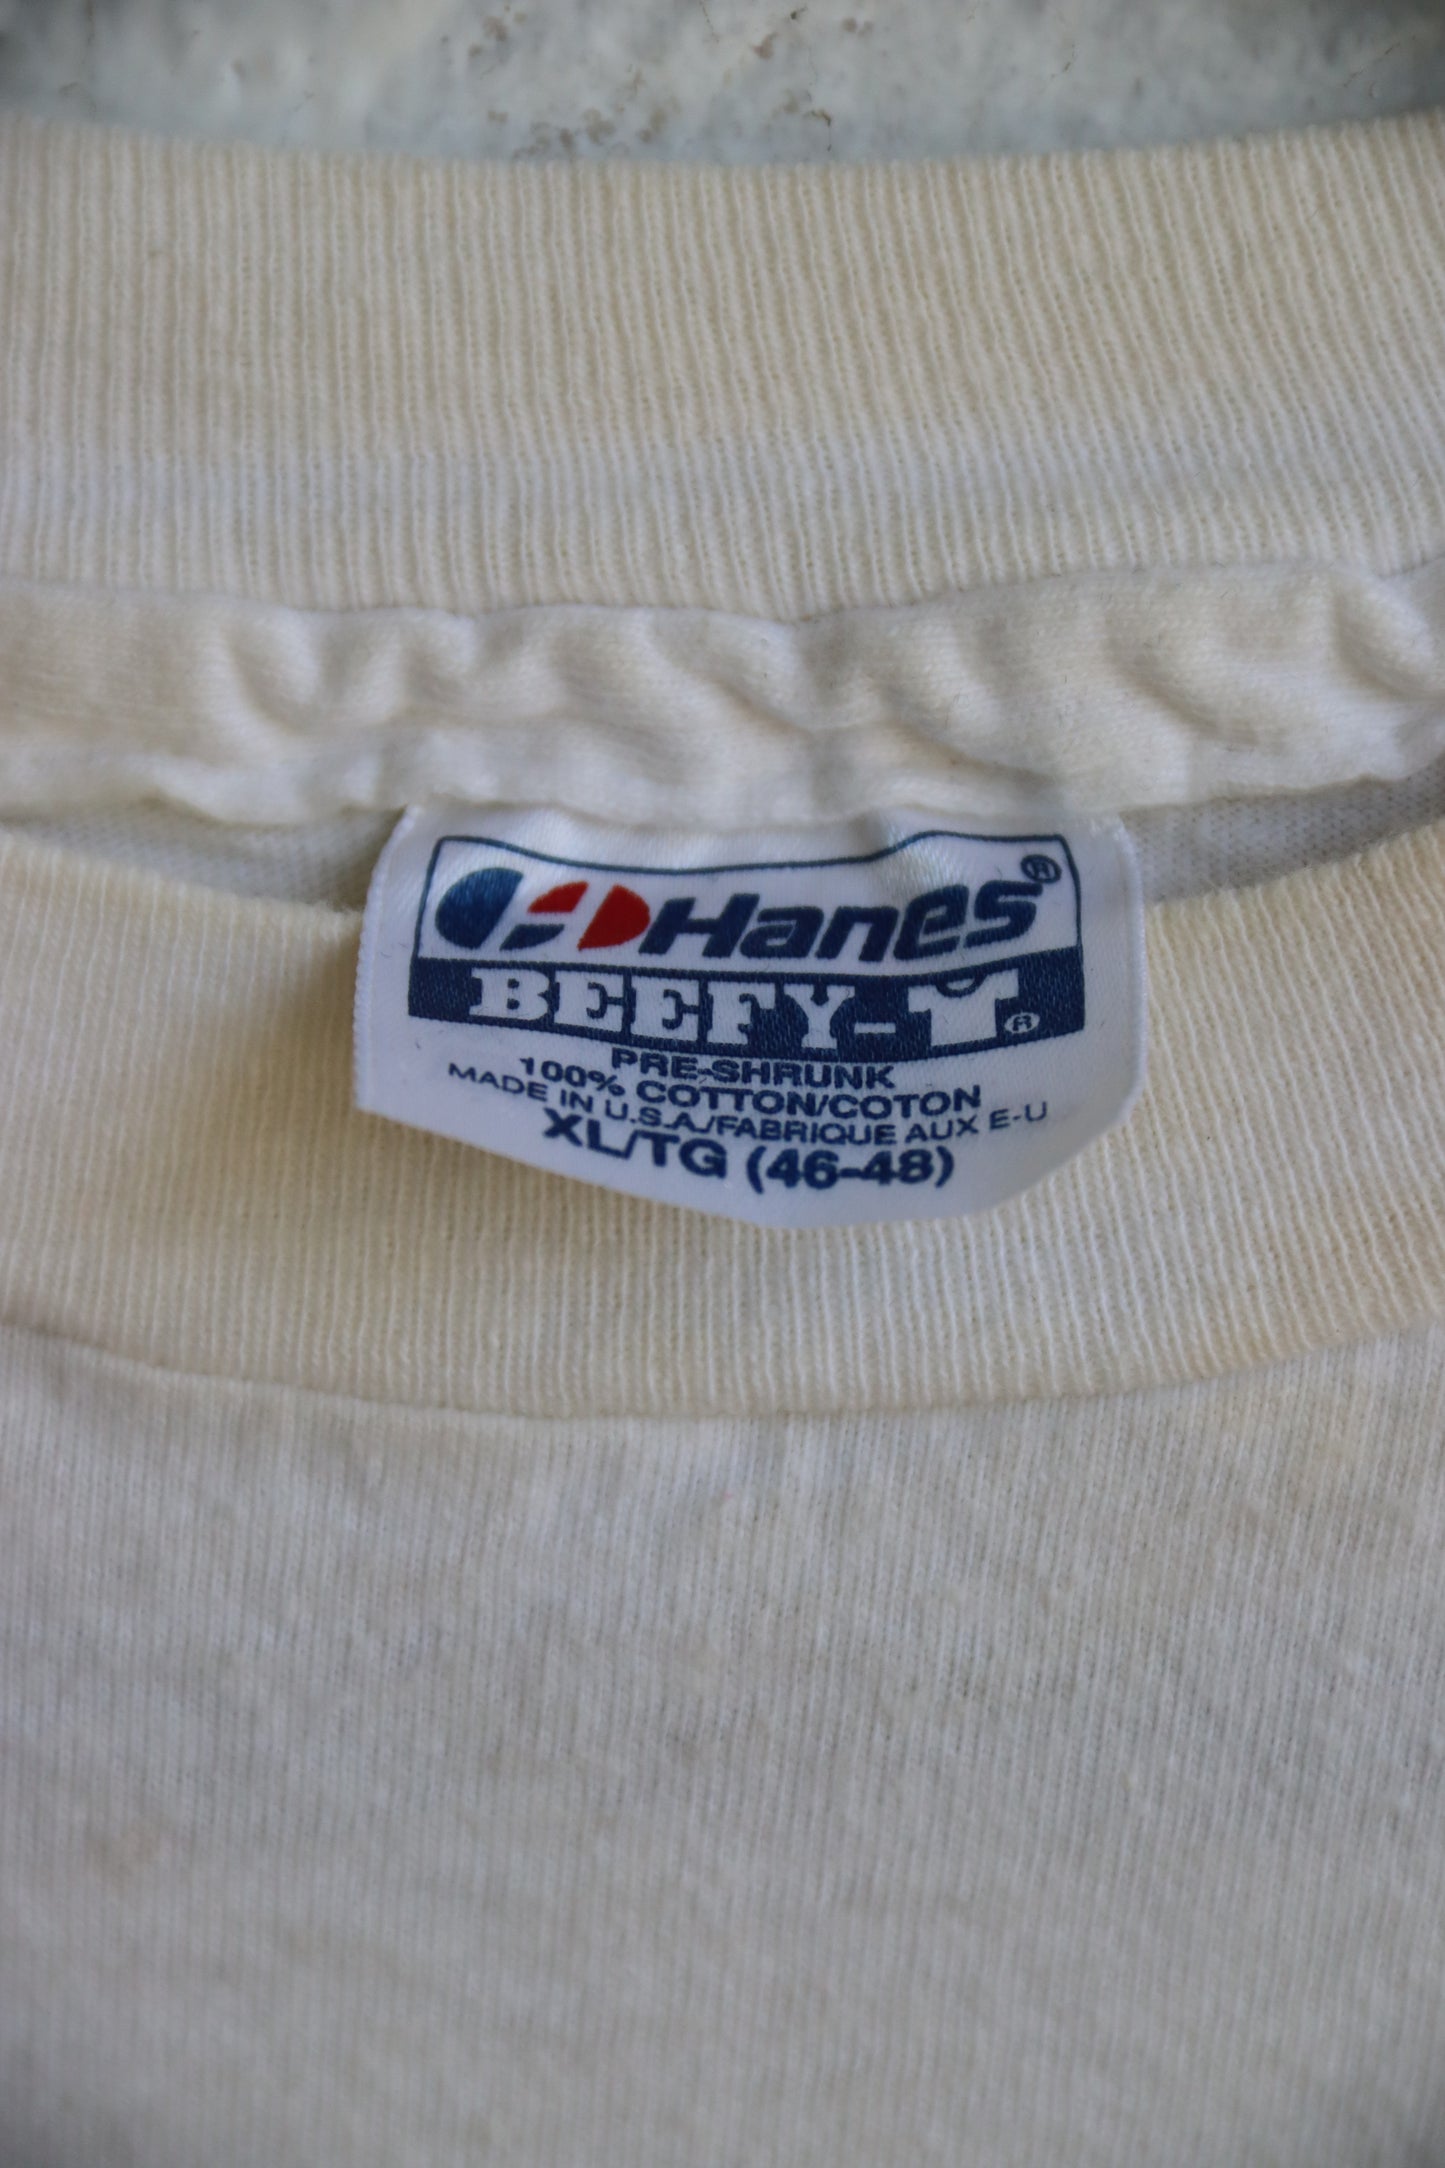 Hanes®
BEEFY-T®
PRE-SHRUNK
100% COTTON/COTON
MADE IN U.S.A./FABRIQUE AUX E-U
XL/TG (46-48)